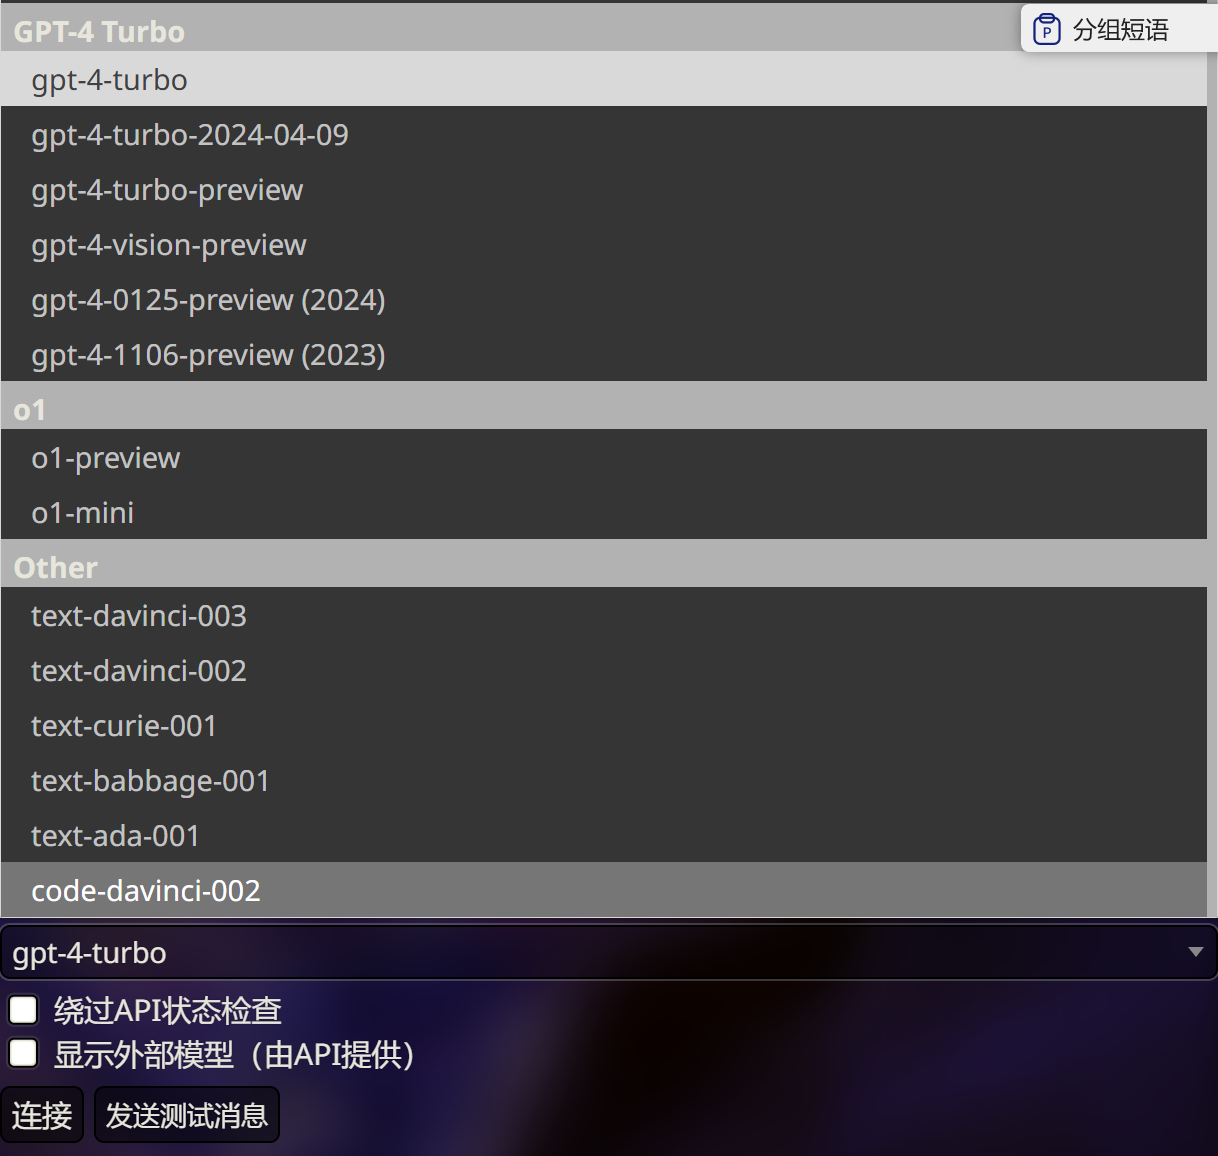 GPT-4 Turbo
分组短语
gpt-4-turbo
gpt-4-turbo-2024-04-09
gpt-4-turbo-preview
gpt-4-vision-preview
gpt-4-0125-preview (2024)
gpt-4-1106-preview (2023)
o1
o1-preview
o1-mini
Other
text-davinci-003
text-davinci-002
text-curie-001
text-babbage-001
text-ada-001
code-davinci-002
gpt-4-turbo
绕过API状态检查
显示外部模型（由API提供）
连接 发送测试消息